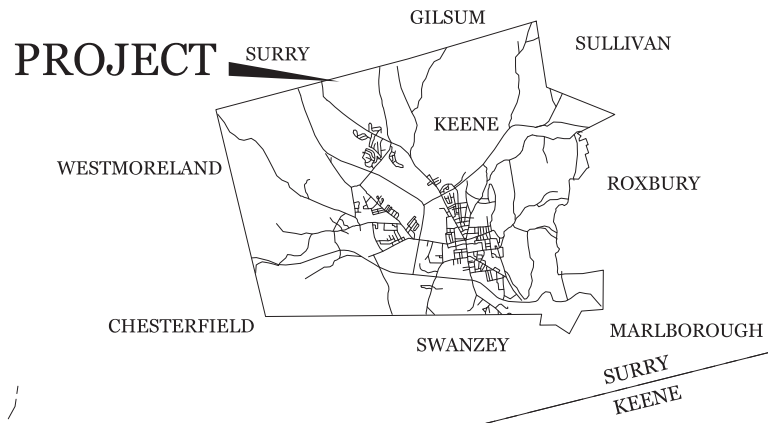 GILSUM
SULLIVAN
PROJECT
SURRY
KEENE
WESTMORELAND
ROXBURY
CHESTERFIELD
SWANZEY
MARLBOROUGH
SURRY
KEENE